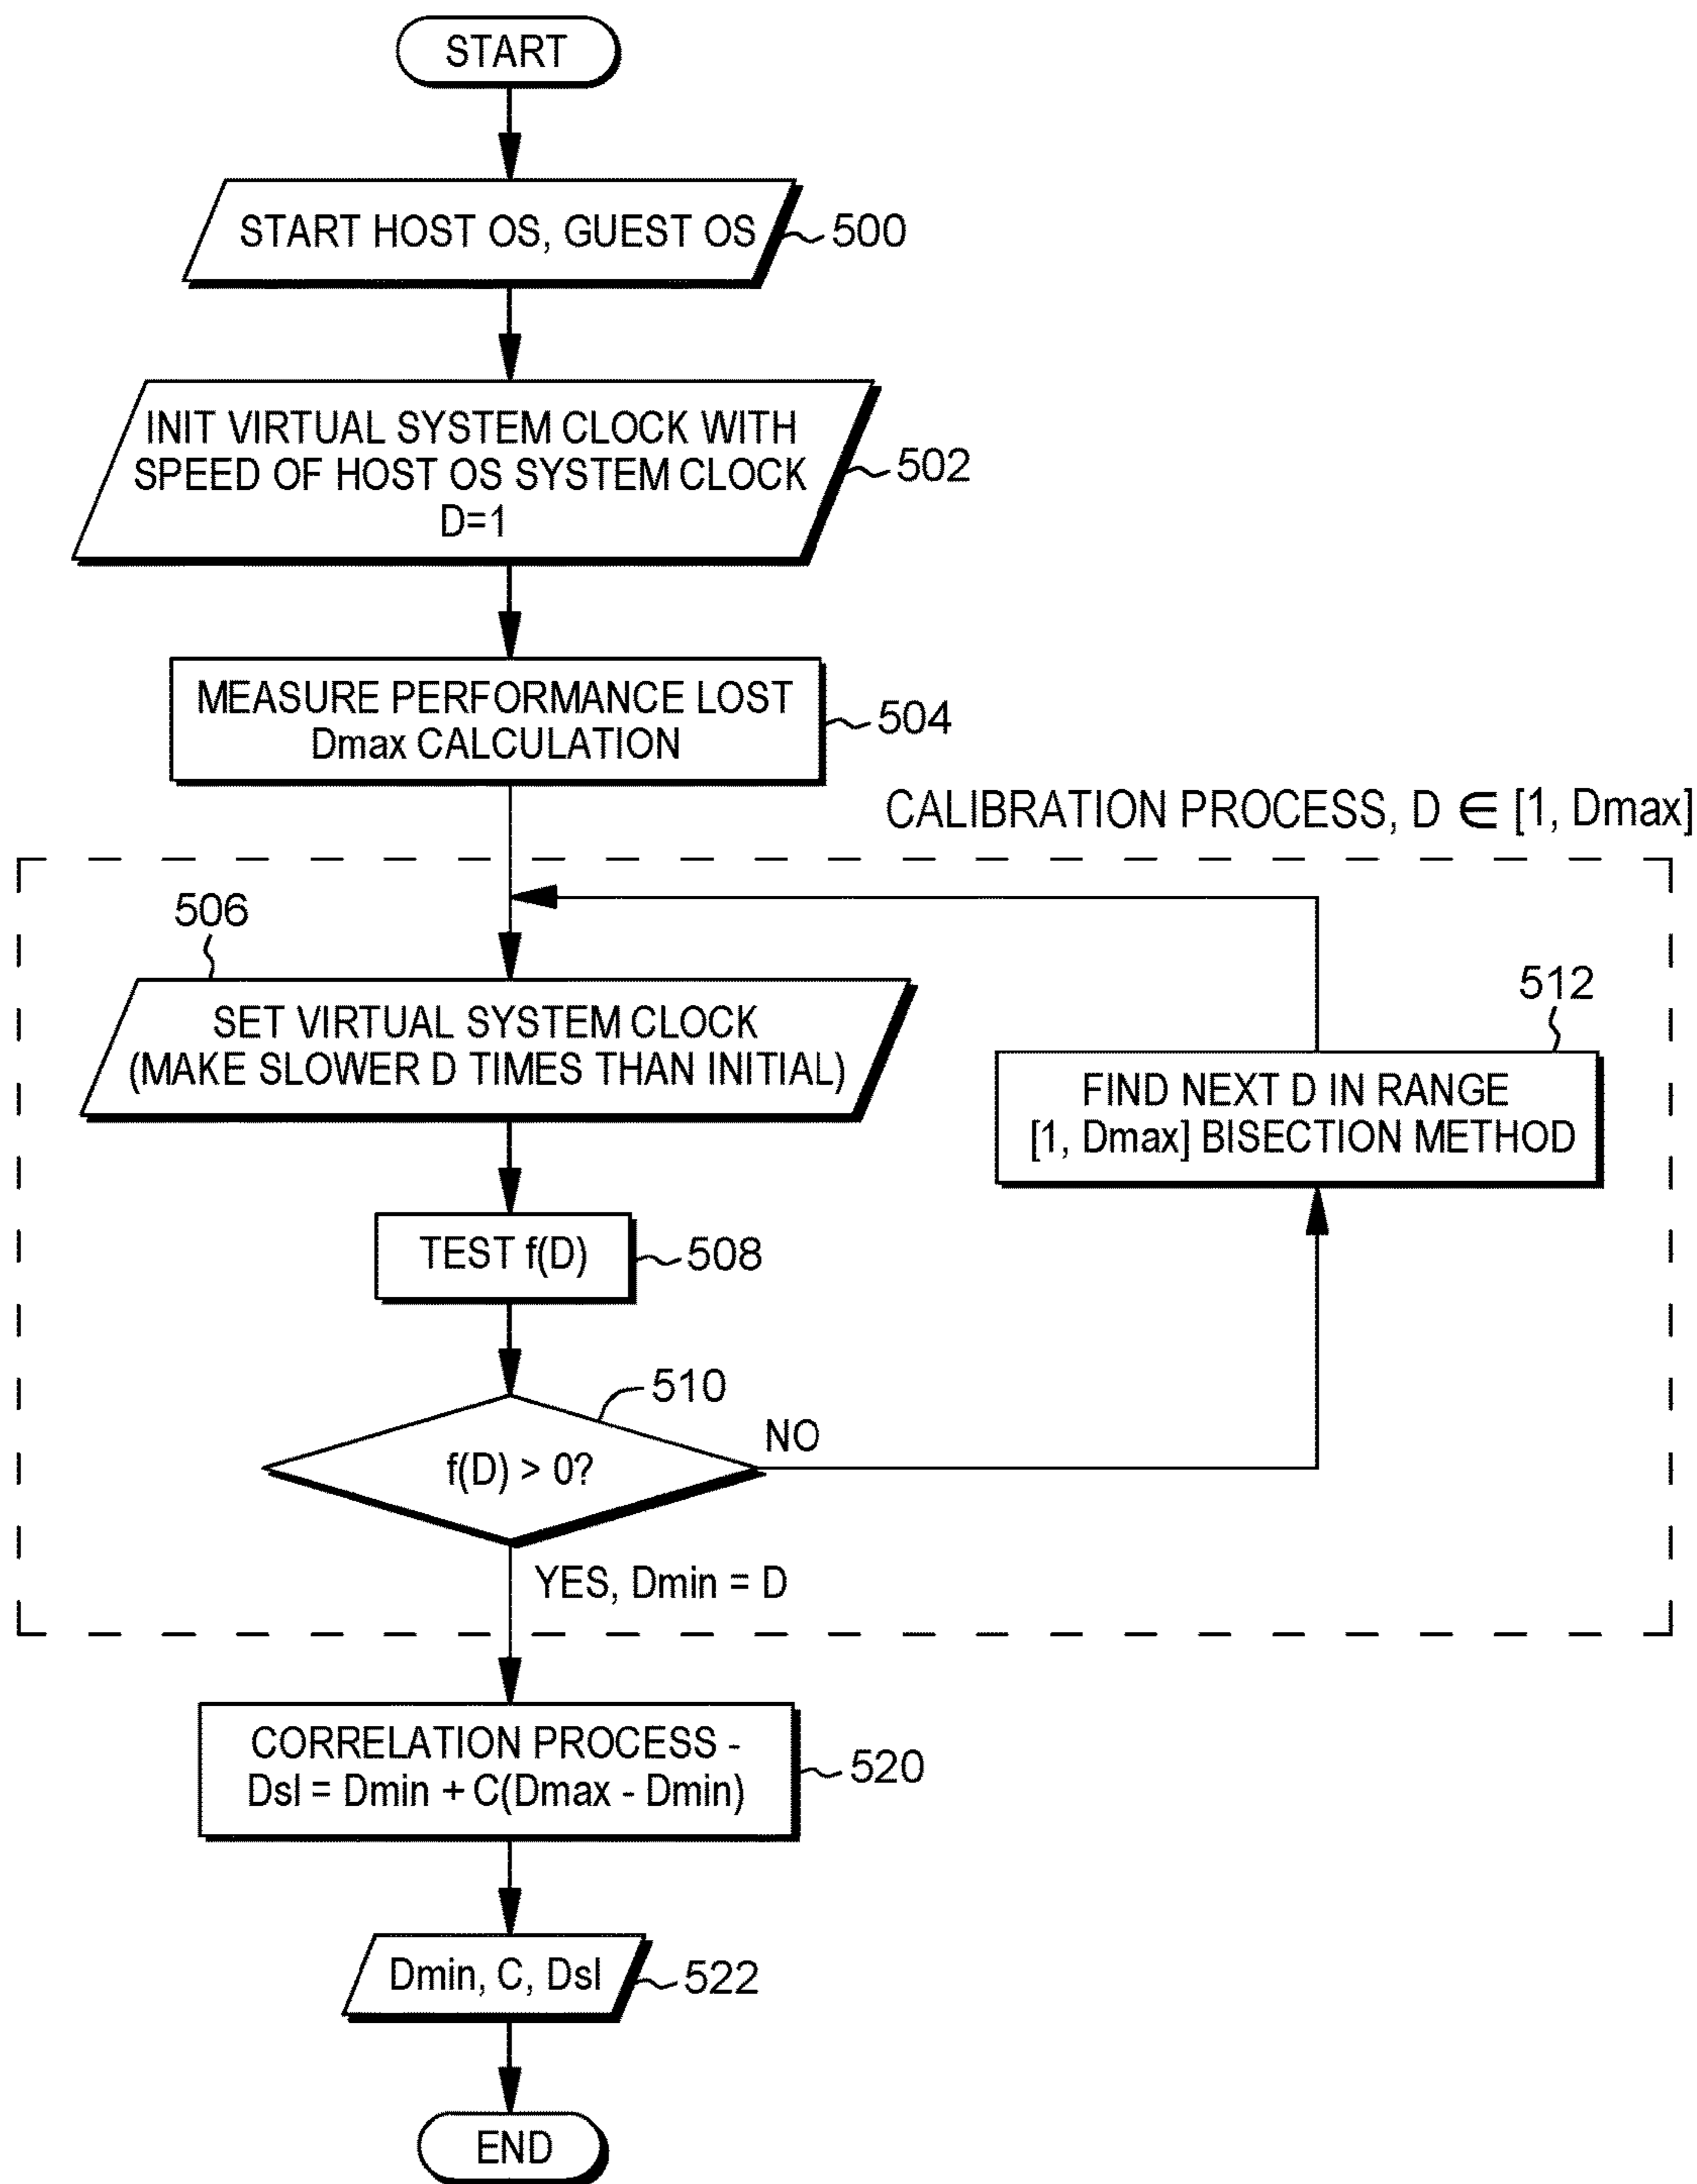 START
START HOST OS, GUEST OS
500
INIT VIRTUAL SYSTEM CLOCK WITH
SPEED OF HOST OS SYSTEM CLOCK
D=1
502
MEASURE PERFORMANCE LOST
Dmax CALCULATION
504
CALIBRATION PROCESS, D ∈ [1, Dmax]
506
SET VIRTUAL SYSTEM CLOCK
(MAKE SLOWER D TIMES THAN INITIAL)
512
FIND NEXT D IN RANGE
[1, Dmax] BISECTION METHOD
TEST f(D)
508
510
f(D) > 0?
NO
YES, Dmin = D
CORRELATION PROCESS -
Dsl = Dmin + C(Dmax - Dmin)
520
Dmin, C, Dsl
522
END